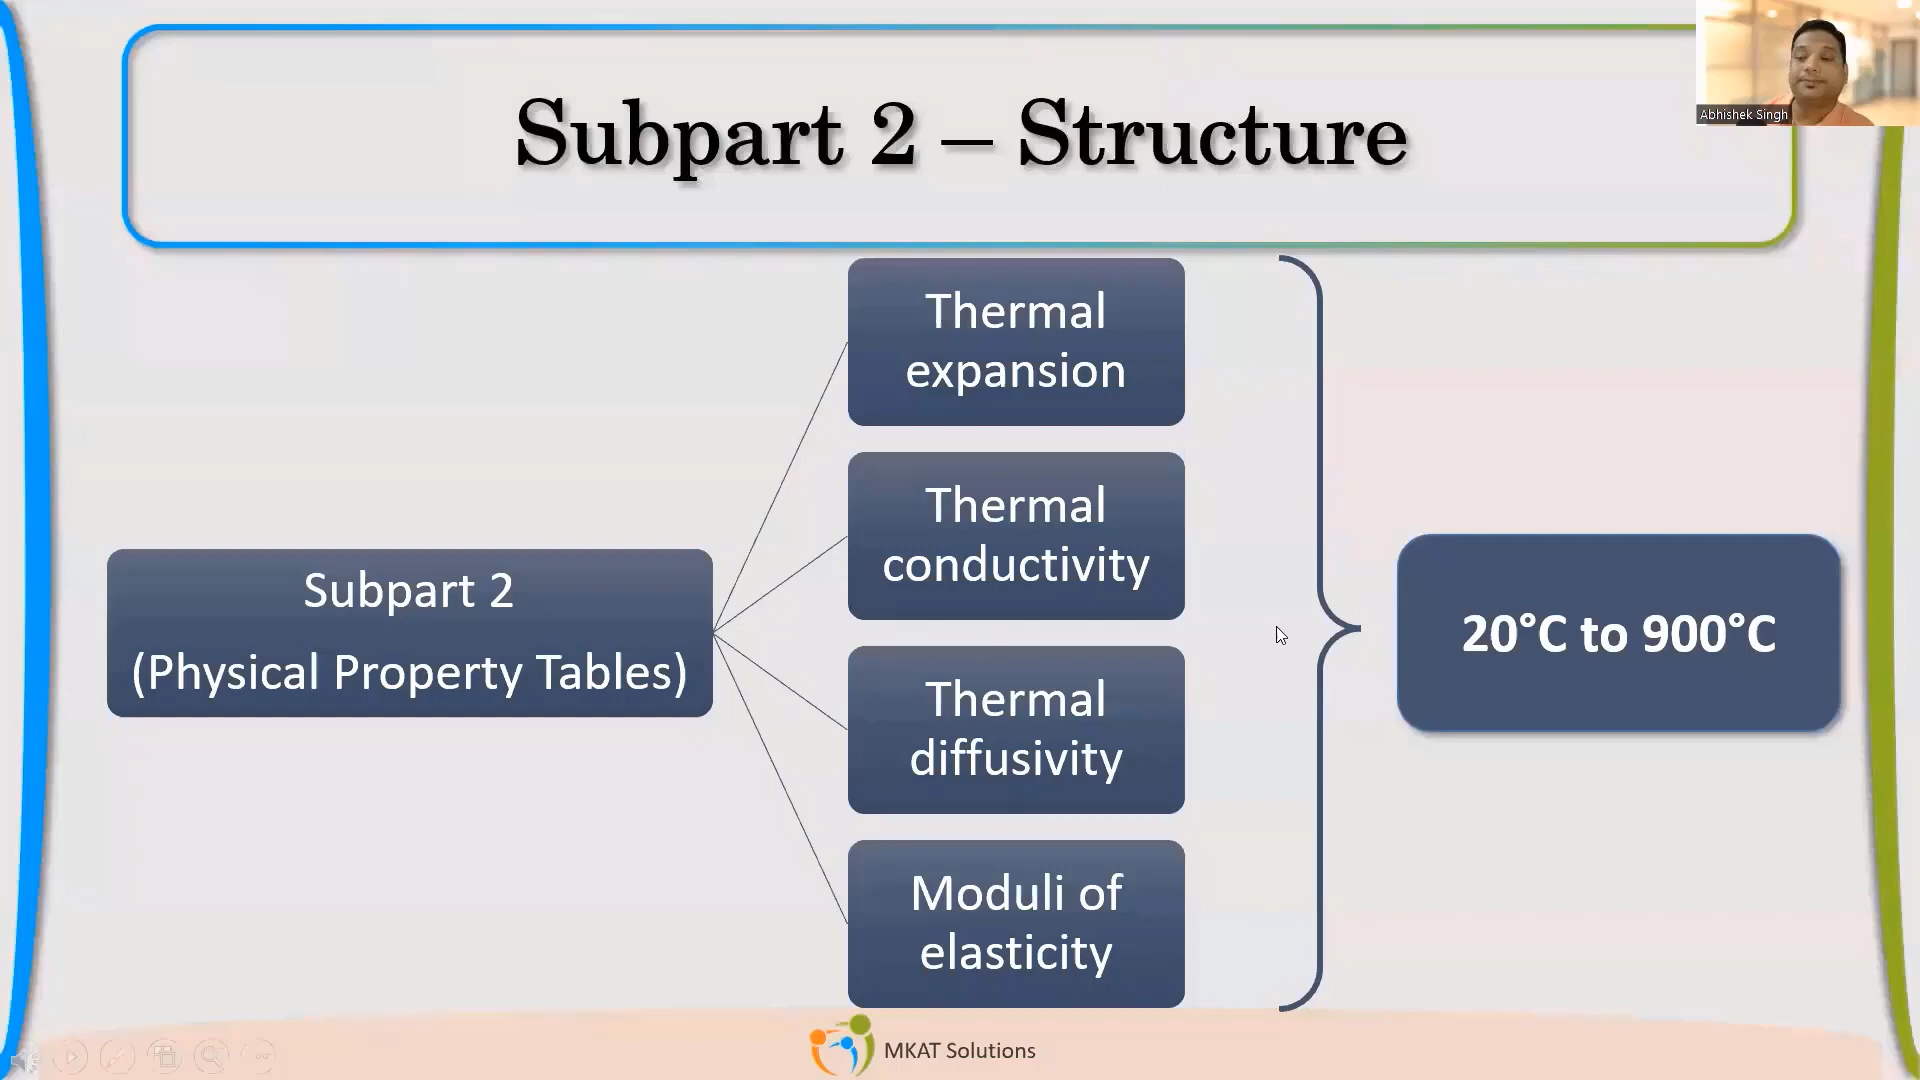 Subpart 2 – Structure
Abhishek Singh
Thermal
expansion
Thermal
conductivity
Subpart 2
(Physical Property Tables)
Thermal
diffusivity
Moduli of
elasticity
20°C to 900°C
MKAT Solutions